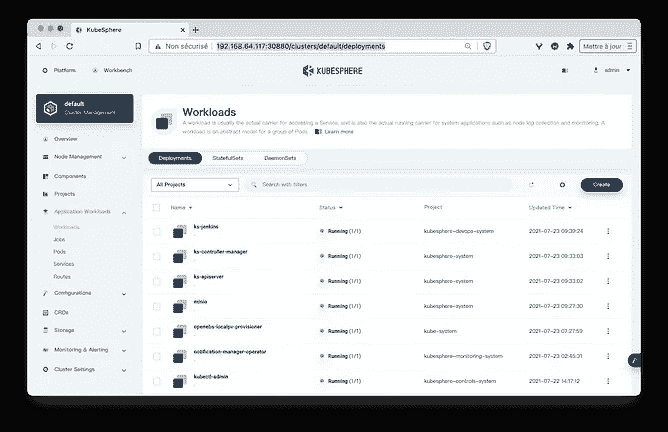 KubeSphere
Non sécurisé 192.168.64.117:30880/clusters/default/deployments Mettre à jour
Platform Workbench KUBESPHERE admin
default
Cluster Management
Overview
Node Management
Components
Projects
Application Workloads
Workloads
Jobs
Pods
Services
Routes
Configurations
CRDs
Storage
Monitoring & Alerting
Cluster Settings
Workloads
A workload is usually the actual carrier for accessing a Service, and is also the actual running carrier for system applications such as node log collection and monitoring. A
workload is an abstract model for a group of Pods. Learn more
Deployments StatefulSets DaemonSets
All Projects Search with filters Create
Name Status Project Updated Time
ks-jenkins Running (1/1) kubesphere-devops-system 2021-07-23 09:39:24
ks-controller-manager Running (1/1) kubesphere-system 2021-07-23 09:33:03
ks-apiserver Running (1/1) kubesphere-system 2021-07-23 09:33:02
minio Running (1/1) kubesphere-system 2021-07-23 09:27:30
openebs-localpv-provisioner Running (1/1) kube-system 2021-07-23 07:27:59
notification-manager-operator Running (1/1) kubesphere-monitoring-system 2021-07-23 02:45:31
kubectl-admin Running (1/1) kubesphere-controls-system 2021-07-22 14:17:12